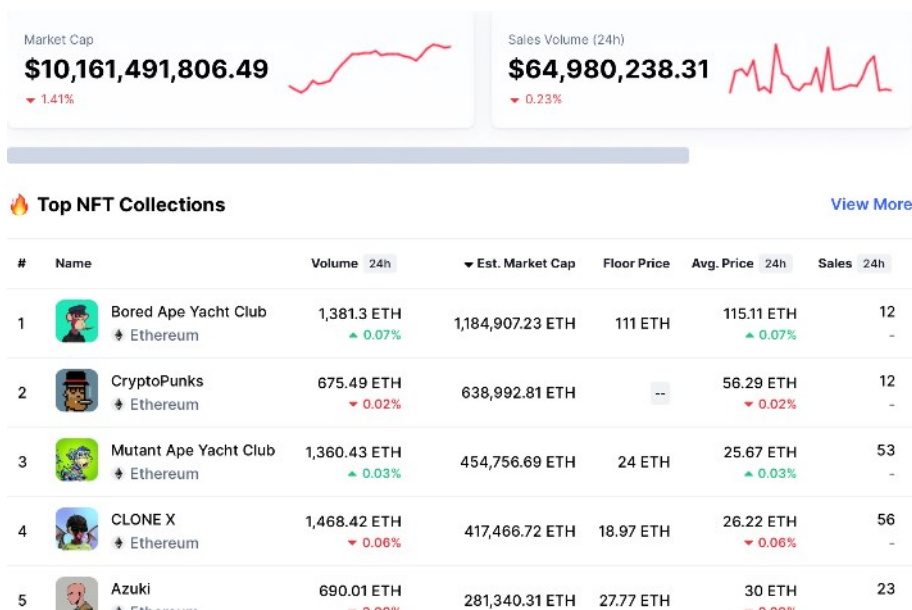 Market Cap
$10,161,491,806.49
1.41%
Sales Volume (24h)
$64,980,238.31
0.23%
Top NFT Collections
View More
# Name Volume 24h Est. Market Cap Floor Price Avg. Price 24h Sales 24h
1 Bored Ape Yacht Club 1,381.3 ETH 1,184,907.23 ETH 111 ETH 115.11 ETH 12
Ethereum 0.07% 0.07% -
2 CryptoPunks 675.49 ETH 638,992.81 ETH -- 56.29 ETH 12
Ethereum 0.02% 0.02% -
3 Mutant Ape Yacht Club 1,360.43 ETH 454,756.69 ETH 24 ETH 25.67 ETH 53
Ethereum 0.03% 0.03% -
4 CLONE X 1,468.42 ETH 417,466.72 ETH 18.97 ETH 26.22 ETH 56
Ethereum 0.06% 0.06% -
5 Azuki 690.01 ETH 281,340.31 ETH 27.77 ETH 30 ETH 23